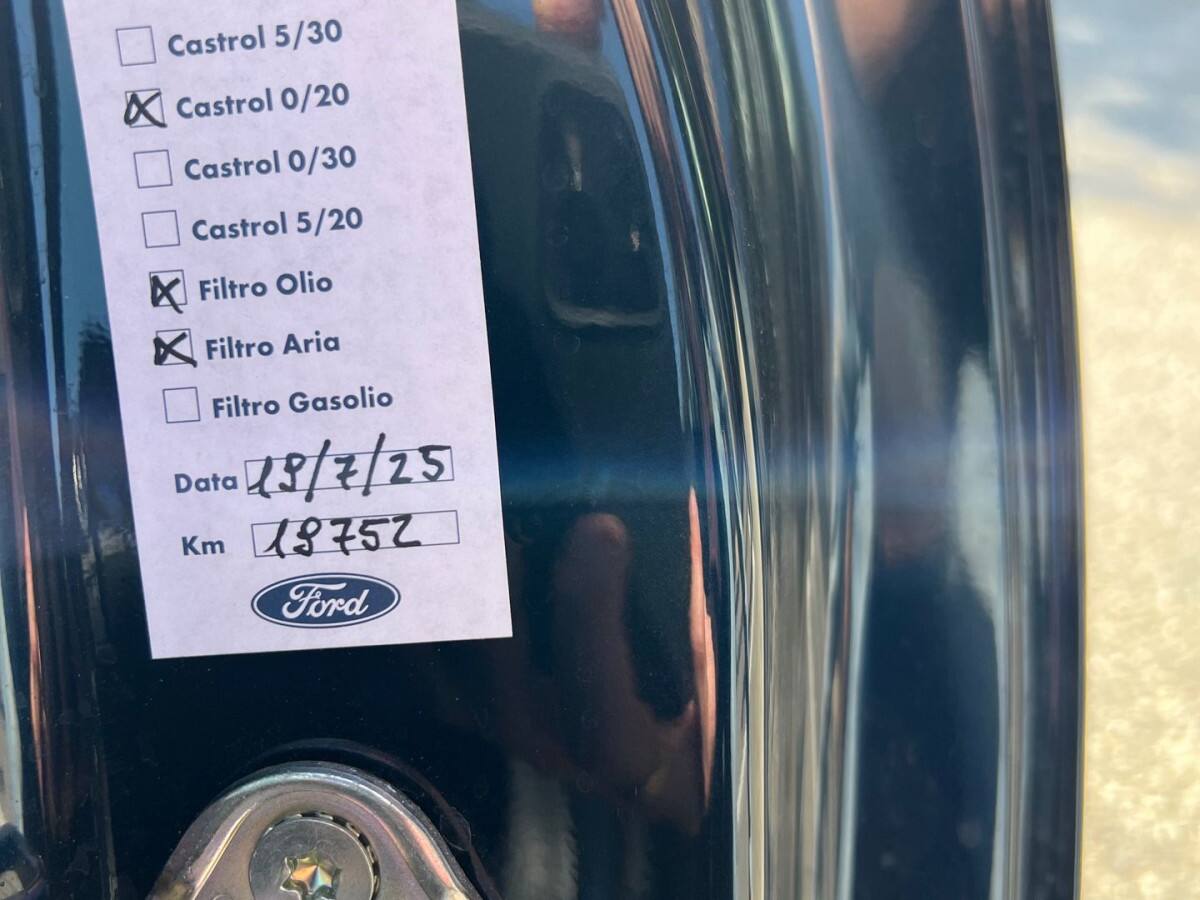 Castrol 5/30
Castrol 0/20
Castrol 0/30
Castrol 5/20
Filtro Olio
Filtro Aria
Filtro Gasolio
Data 19/7/25
Km 19752
Ford